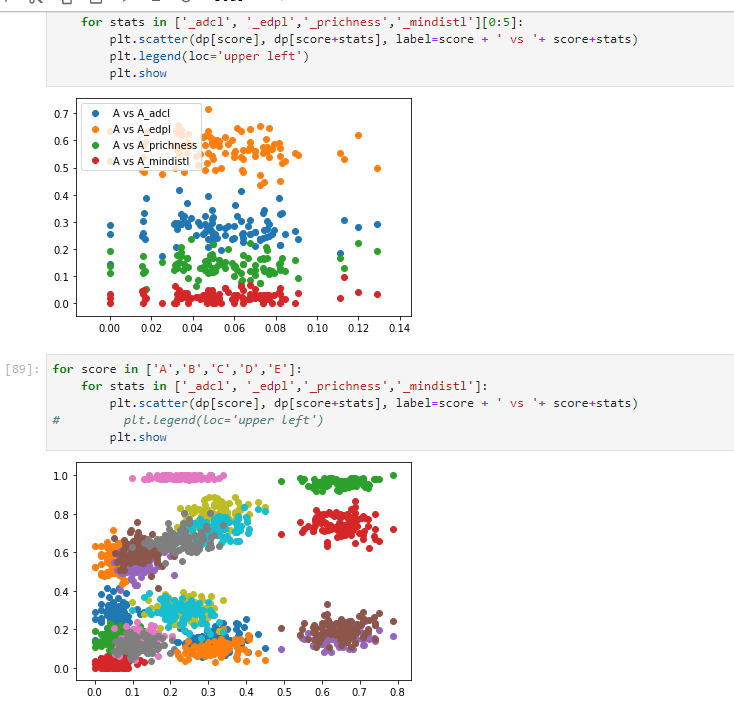 for stats in ['_adcl', '_edpl','_prichness','_mindistl'][0:5]:
plt.scatter(dp[score], dp[score+stats], label=score + ' vs '+ score+stats)
plt.legend(loc='upper left')
plt.show
0.7
0.6
0.5
0.4
0.3
0.2
0.1
0.0
A vs A_adcl
A vs A_edpl
A vs A_prichness
A vs A_mindistl
0.00 0.02 0.04 0.06 0.08 0.10 0.12 0.14
[89]: for score in ['A','B','C','D','E']:
for stats in ['_adcl', '_edpl','_prichness','_mindistl']:
plt.scatter(dp[score], dp[score+stats], label=score + ' vs '+ score+stats)
# plt.legend(loc='upper left')
plt.show
1.0
0.8
0.6
0.4
0.2
0.0
0.0 0.1 0.2 0.3 0.4 0.5 0.6 0.7 0.8